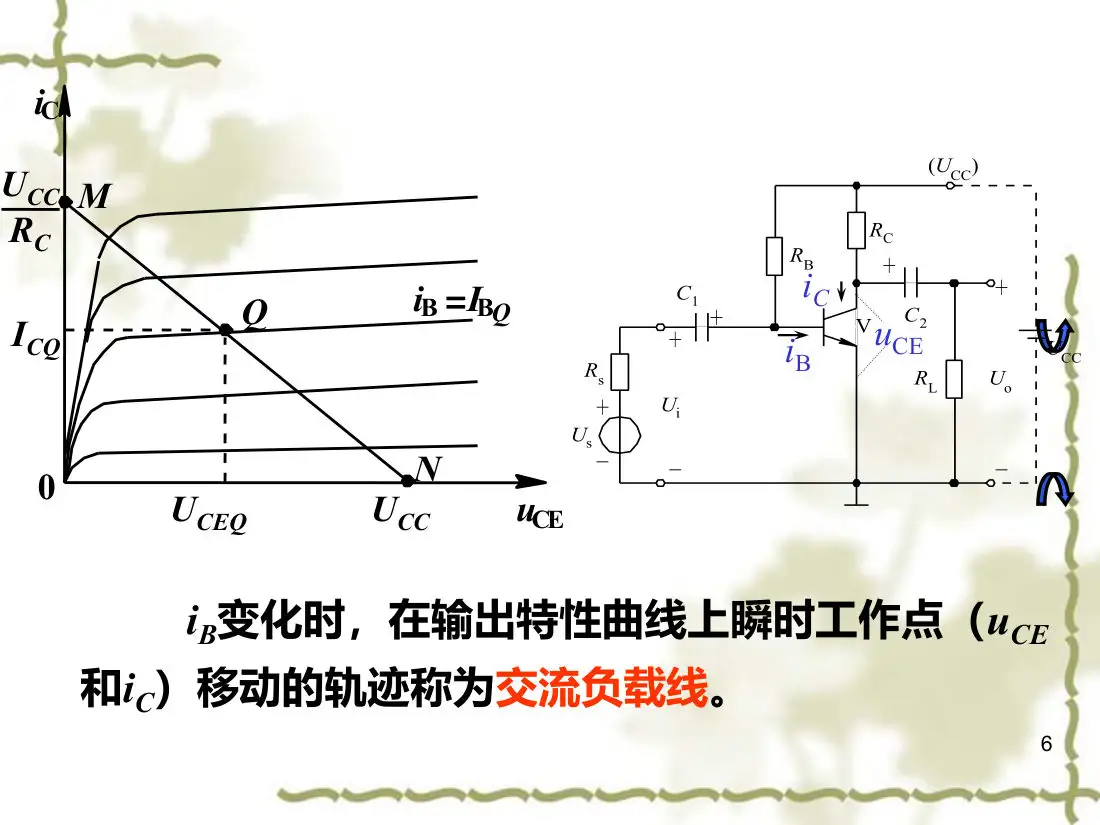 iC
UCC
M
RC
ICQ
Q
iB =IBQ
N
0
UCEQ
UCC
uCE
(UCC)
RC
RB
+
iC
C1
+
+
C2
V
uCE
iB
+
Rs
RL
Uo
CC
+
Ui
Us
−
−
−
iB变化时，在输出特性曲线上瞬时工作点（uCE
和iC）移动的轨迹称为交流负载线。
6